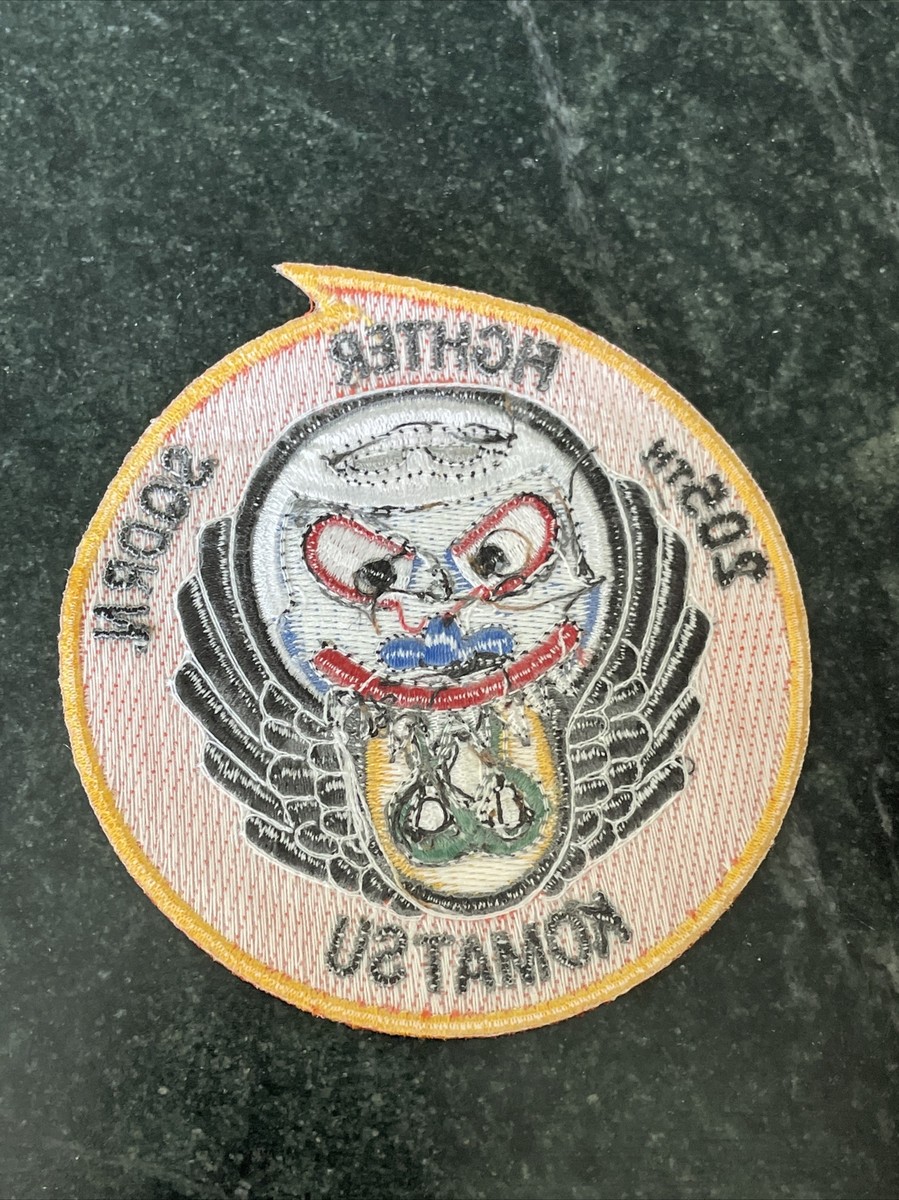 205TH
FIGHTER
SQDRN
KOMATSU